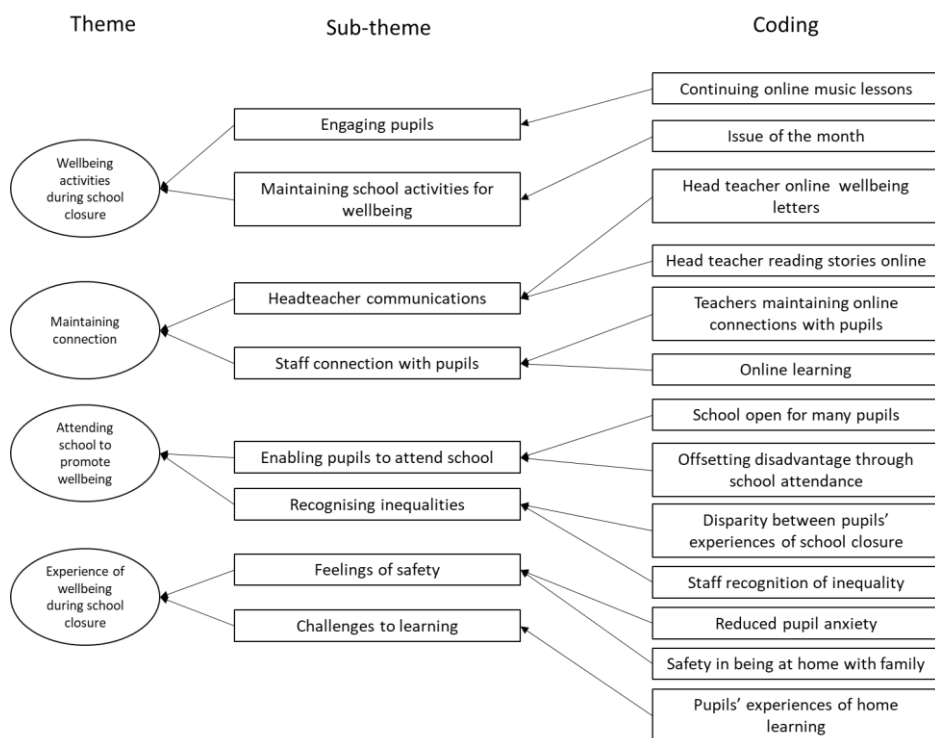 Theme
Sub-theme
Coding
Wellbeing
activities
during school
closure
Engaging pupils
Maintaining school activities for
wellbeing
Continuing online music lessons
Issue of the month
Maintaining
connection
Headteacher communications
Staff connection with pupils
Head teacher online wellbeing
letters
Head teacher reading stories online
Teachers maintaining online
connections with pupils
Online learning
Attending
school to
promote
wellbeing
Enabling pupils to attend school
Recognising inequalities
School open for many pupils
Offsetting disadvantage through
school attendance
Disparity between pupils'
experiences of school closure
Staff recognition of inequality
Experience of
wellbeing
during school
closure
Feelings of safety
Challenges to learning
Reduced pupil anxiety
Safety in being at home with family
Pupils' experiences of home
learning